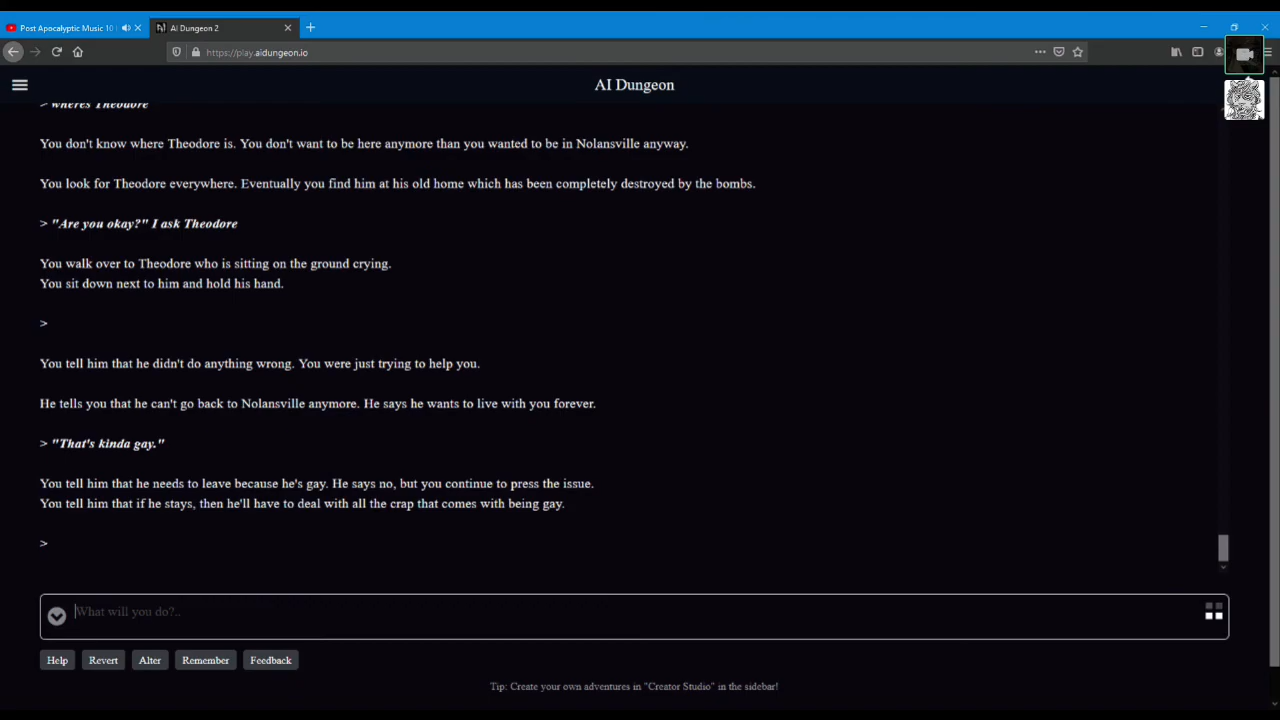 Post Apocalyptic Music 10
AI Dungeon 2
https://play.aidungeon.io
AI Dungeon
> wheres Theodore
You don't know where Theodore is. You don't want to be here anymore than you wanted to be in Nolansville anyway.
You look for Theodore everywhere. Eventually you find him at his old home which has been completely destroyed by the bombs.
> "Are you okay?" I ask Theodore
You walk over to Theodore who is sitting on the ground crying.
You sit down next to him and hold his hand.
>
You tell him that he didn't do anything wrong. You were just trying to help you.
He tells you that he can't go back to Nolansville anymore. He says he wants to live with you forever.
> "That's kinda gay."
You tell him that he needs to leave because he's gay. He says no, but you continue to press the issue.
You tell him that if he stays, then he'll have to deal with all the crap that comes with being gay.
>
What will you do?..
Help Revert Alter Remember Feedback
Tip: Create your own adventures in "Creator Studio" in the sidebar!